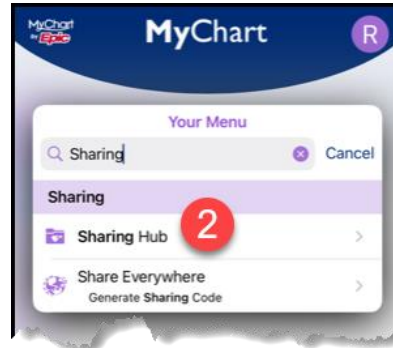 MyChart
by Epic
MyChart
R
Your Menu
Sharing
Cancel
Sharing
Sharing Hub
2
Share Everywhere
Generate Sharing Code